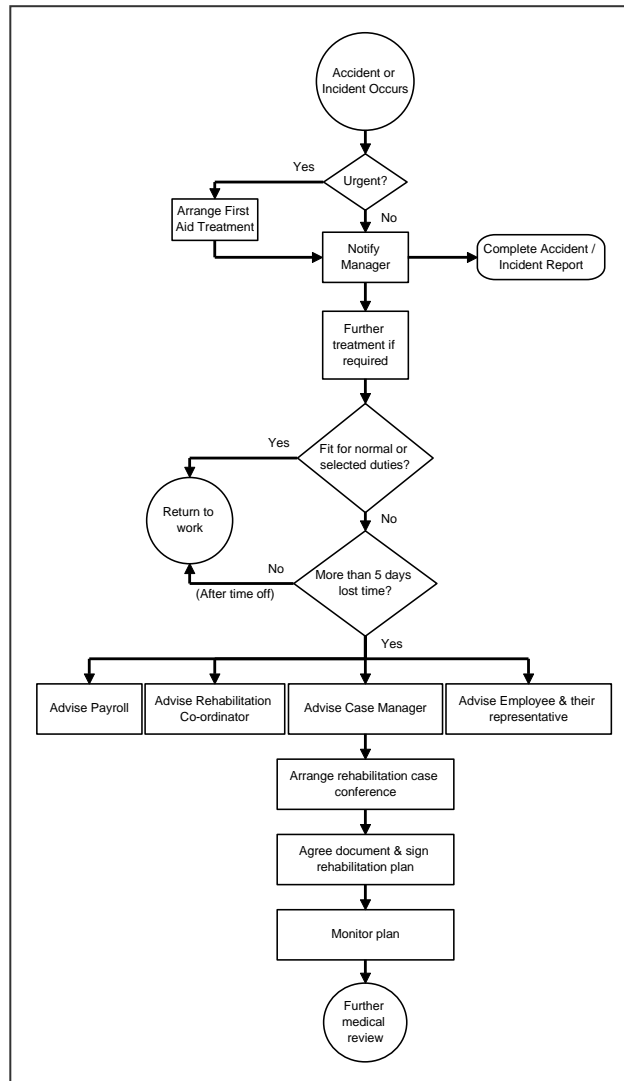 Accident or
Incident Occurs
Yes
Urgent?
Arrange First
Aid Treatment
No
Notify
Manager
Complete Accident /
Incident Report
Further
treatment if
required
Yes
Fit for normal or
selected duties?
Return to
work
No
No
(After time off)
More than 5 days
lost time?
Yes
Advise Payroll
Advise Rehabilitation
Co-ordinator
Advise Case Manager
Advise Employee & their
representative
Arrange rehabilitation case
conference
Agree document & sign
rehabilitation plan
Monitor plan
Further
medical
review